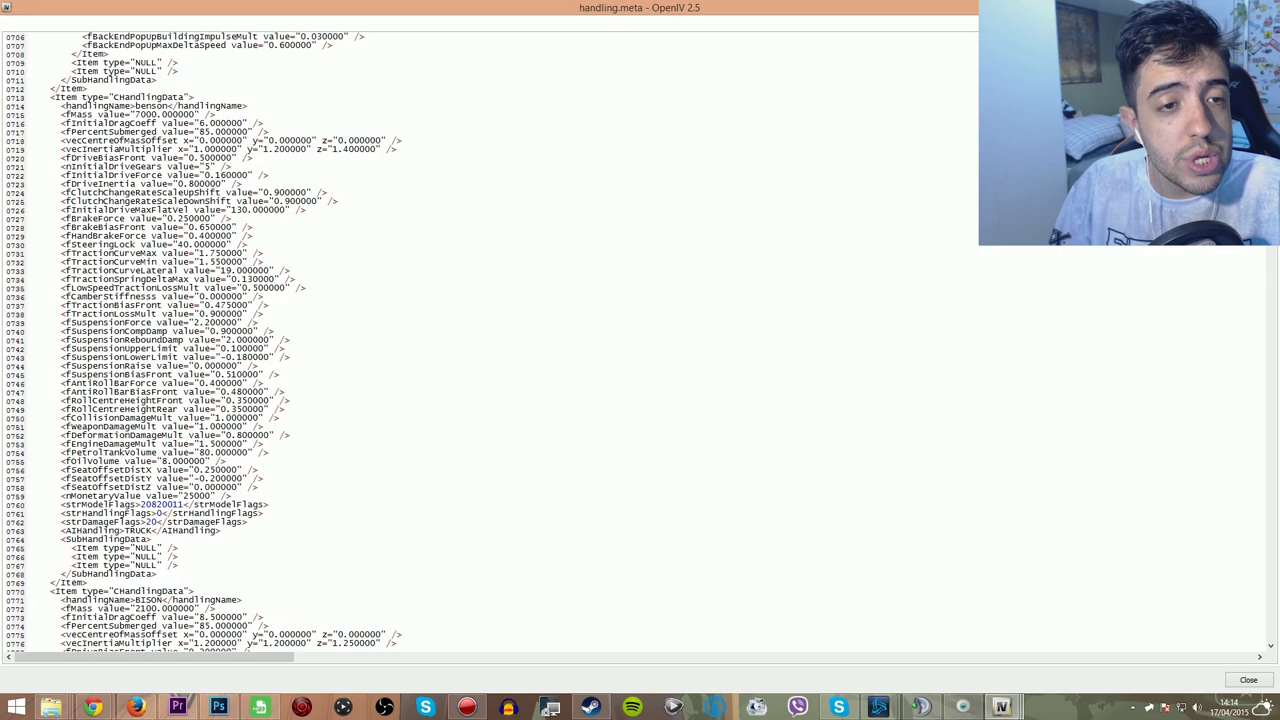 handling.meta - OpenIV 2.5
0706 <fBackEndPopUpBuildingImpulseMult value="0.030000" />
0707 <fBackEndPopUpMaxDeltaSpeed value="0.600000" />
0708 </Item>
0709 <Item type="NULL" />
0710 <Item type="NULL" />
0711 </SubHandlingData>
0712 </Item>
0713 <Item type="CHandlingData">
0714 <handlingName>benson</handlingName>
0715 <fMass value="7000.000000" />
0716 <fInitialDragCoeff value="6.000000" />
0717 <fPercentSubmerged value="85.000000" />
0718 <vecCentreOfMassOffset x="0.000000" y="0.000000" z="0.000000" />
0719 <vecInertiaMultiplier x="1.000000" y="1.200000" z="1.400000" />
0720 <fDriveBiasFront value="0.500000" />
0721 <nInitialDriveGears value="5" />
0722 <fInitialDriveForce value="0.160000" />
0723 <fDriveInertia value="0.800000" />
0724 <fClutchChangeRateScaleUpShift value="0.900000" />
0725 <fClutchChangeRateScaleDownShift value="0.900000" />
0726 <fInitialDriveMaxFlatVel value="130.000000" />
0727 <fBrakeForce value="0.250000" />
0728 <fBrakeBiasFront value="0.650000" />
0729 <fHandBrakeForce value="0.400000" />
0730 <fSteeringLock value="40.000000" />
0731 <fTractionCurveMax value="1.750000" />
0732 <fTractionCurveMin value="1.550000" />
0733 <fTractionCurveLateral value="19.000000" />
0734 <fTractionSpringDeltaMax value="0.130000" />
0735 <fLowSpeedTractionLossMult value="0.500000" />
0736 <fCamberStiffnesss value="0.000000" />
0737 <fTractionBiasFront value="0.475000" />
0738 <fTractionLossMult value="0.900000" />
0739 <fSuspensionForce value="2.200000" />
0740 <fSuspensionCompDamp value="0.900000" />
0741 <fSuspensionReboundDamp value="2.000000" />
0742 <fSuspensionUpperLimit value="0.100000" />
0743 <fSuspensionLowerLimit value="-0.180000" />
0744 <fSuspensionRaise value="0.000000" />
0745 <fSuspensionBiasFront value="0.510000" />
0746 <fAntiRollBarForce value="0.400000" />
0747 <fAntiRollBarBiasFront value="0.480000" />
0748 <fRollCentreHeightFront value="0.350000" />
0749 <fRollCentreHeightRear value="0.350000" />
0750 <fCollisionDamageMult value="1.000000" />
0751 <fWeaponDamageMult value="1.000000" />
0752 <fDeformationDamageMult value="0.800000" />
0753 <fEngineDamageMult value="1.500000" />
0754 <fPetrolTankVolume value="80.000000" />
0755 <fOilVolume value="8.000000" />
0756 <fSeatOffsetDistX value="0.250000" />
0757 <fSeatOffsetDistY value="-0.200000" />
0758 <fSeatOffsetDistZ value="0.000000" />
0759 <nMonetaryValue value="25000" />
0760 <strModelFlags>20820011</strModelFlags>
0761 <strHandlingFlags>0</strHandlingFlags>
0762 <strDamageFlags>20</strDamageFlags>
0763 <AIHandling>TRUCK</AIHandling>
0764 <SubHandlingData>
0765 <Item type="NULL" />
0766 <Item type="NULL" />
0767 <Item type="NULL" />
0768 </SubHandlingData>
0769 </Item>
0770 <Item type="CHandlingData">
0771 <handlingName>BISON</handlingName>
0772 <fMass value="2100.000000" />
0773 <fInitialDragCoeff value="8.500000" />
0774 <fPercentSubmerged value="85.000000" />
0775 <vecCentreOfMassOffset x="0.000000" y="0.000000" z="0.000000" />
0776 <vecInertiaMultiplier x="1.200000" y="1.200000" z="1.250000" />
Close
14:14
17/04/2015